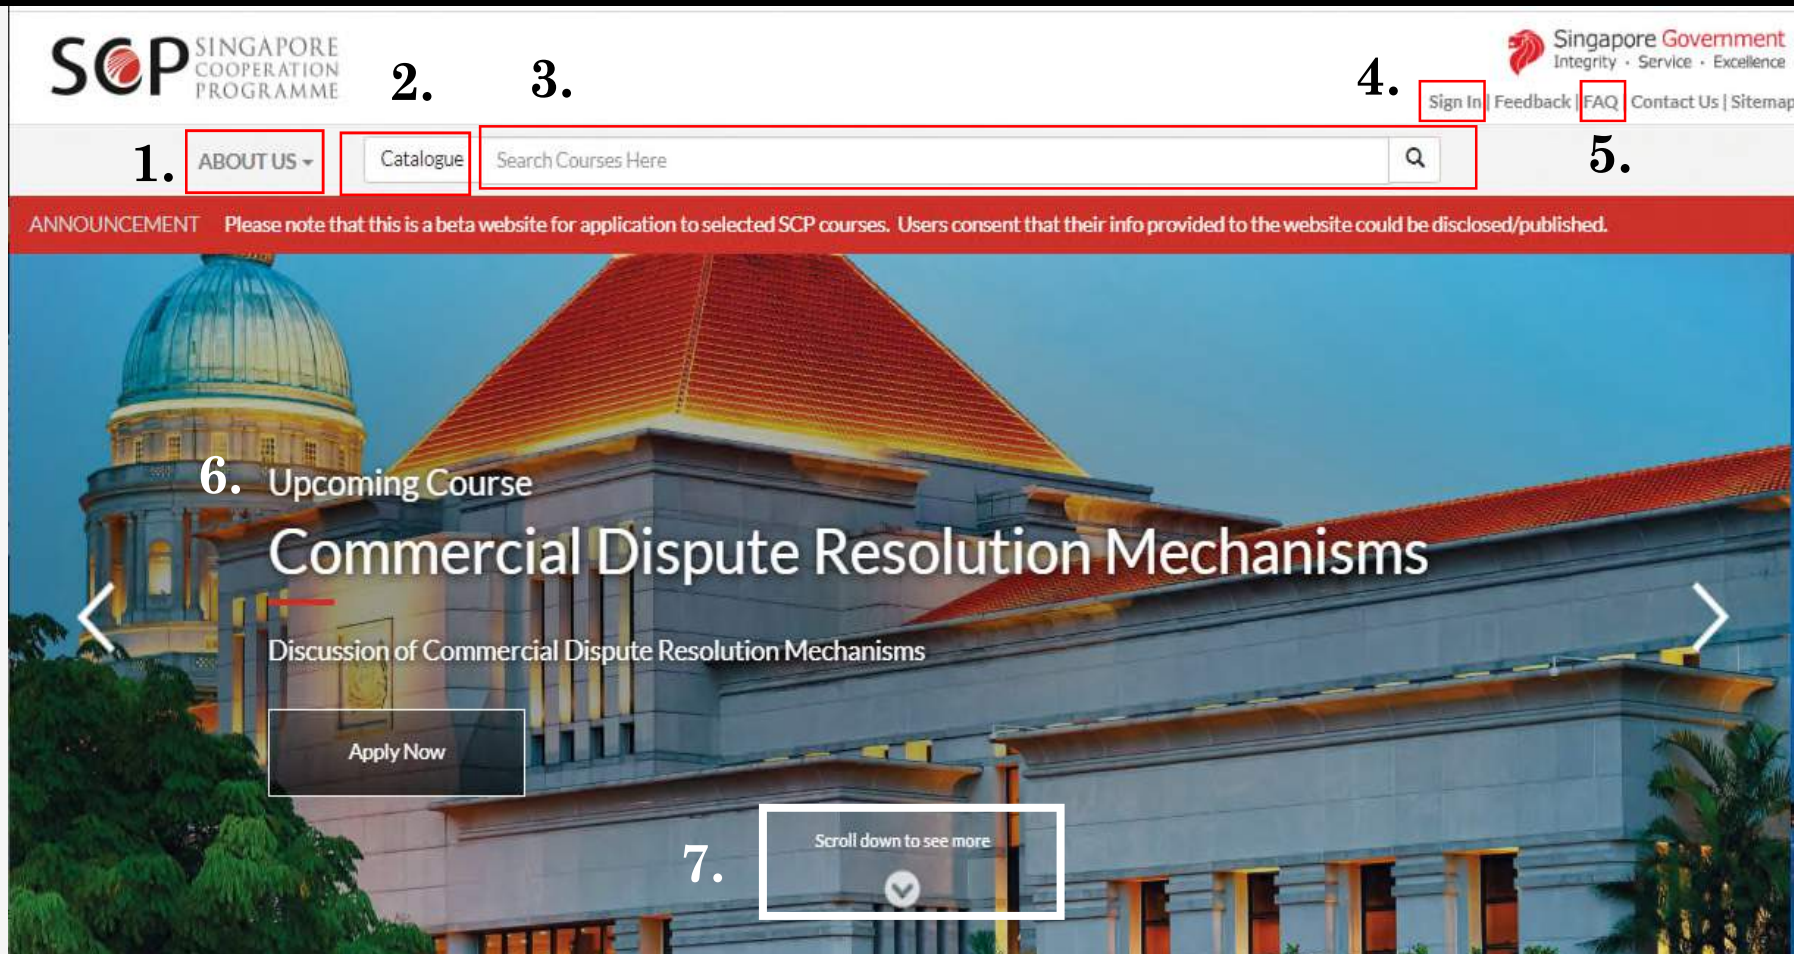 SCP SINGAPORE
COOPERATION
PROGRAMME
Singapore Government
Integrity · Service · Excellence
2.
3.
4.
Sign In | Feedback | FAQ Contact Us | Sitemap
1.
ABOUT US
Catalogue
Search Courses Here
5.
ANNOUNCEMENT Please note that this is a beta website for application to selected SCP courses. Users consent that their info provided to the website could be disclosed/published.
6. Upcoming Course
Commercial Dispute Resolution Mechanisms
Discussion of Commercial Dispute Resolution Mechanisms
Apply Now
7.
Scroll down to see more